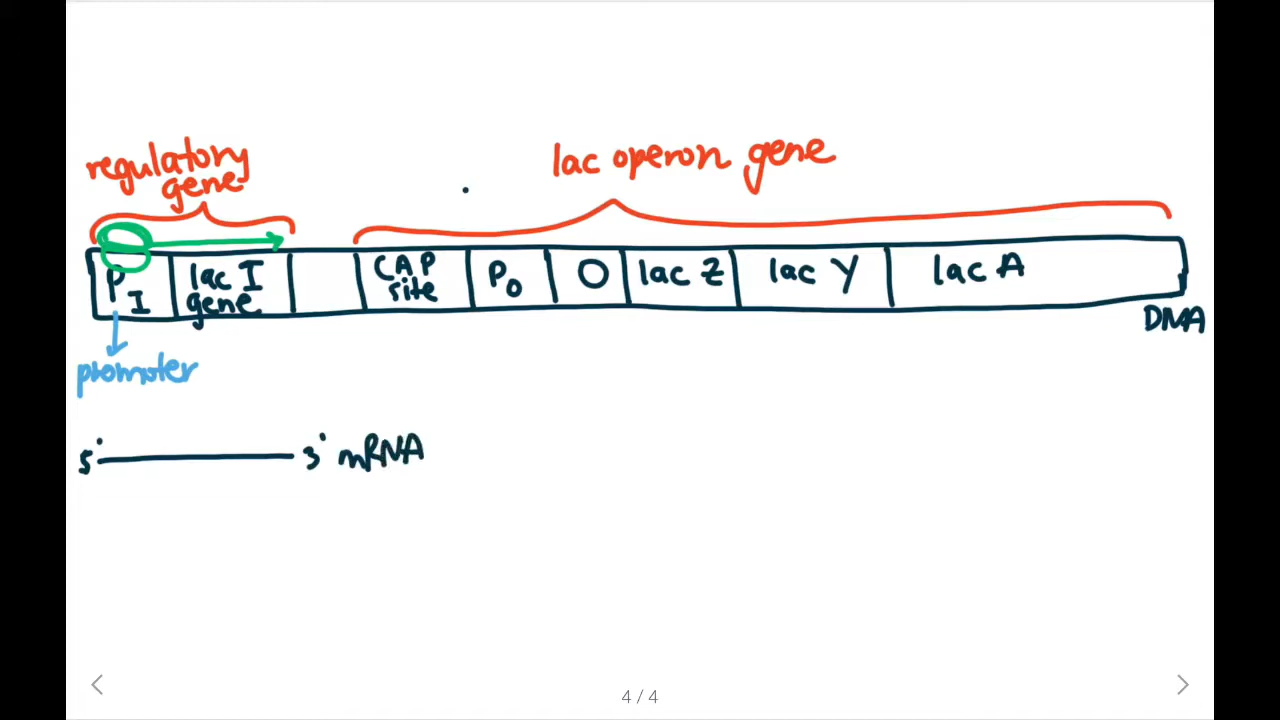 regulatory
gene
lac operon gene
P I
lac I
gene
CAP
site
P O
O
lac Z
lac Y
lac A
DNA
promoter
5' 3' mRNA
4 / 4